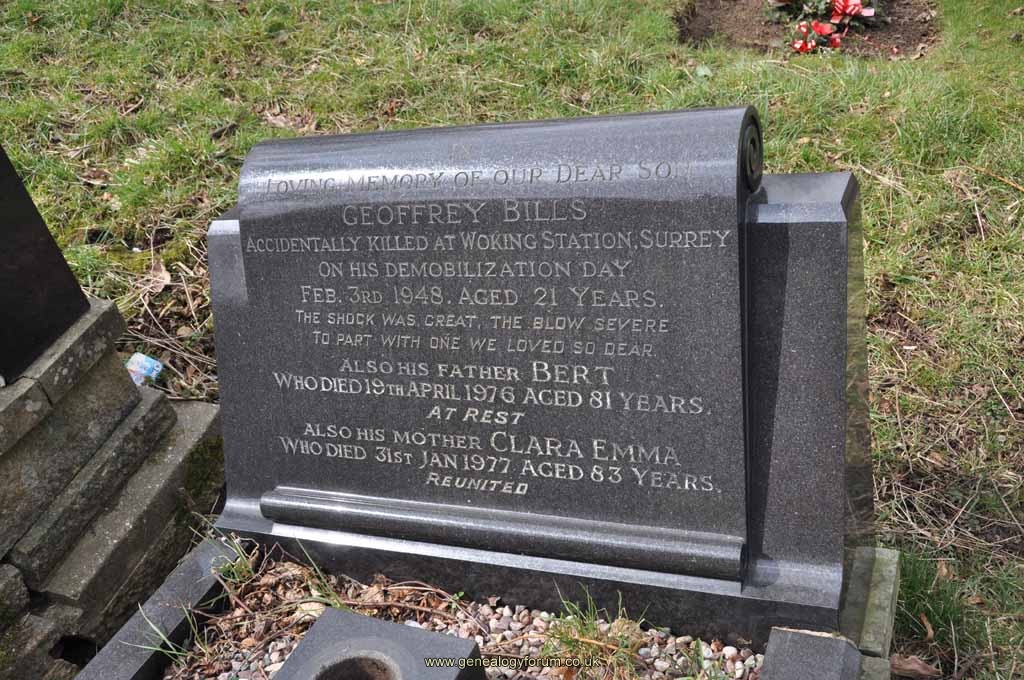 IN
LOVING MEMORY OF OUR DEAR SON
GEOFFREY BILLS
ACCIDENTALLY KILLED AT WOKING STATION, SURREY
ON HIS DEMOBILIZATION DAY
FEB. 3RD 1948. AGED 21 YEARS.
THE SHOCK WAS GREAT, THE BLOW SEVERE
TO PART WITH ONE WE LOVED SO DEAR.
ALSO HIS FATHER BERT
WHO DIED 19TH APRIL 1976 AGED 81 YEARS.
AT REST
ALSO HIS MOTHER CLARA EMMA
WHO DIED 31ST JAN 1977 AGED 83 YEARS.
REUNITED
www.genealogyforum.co.uk